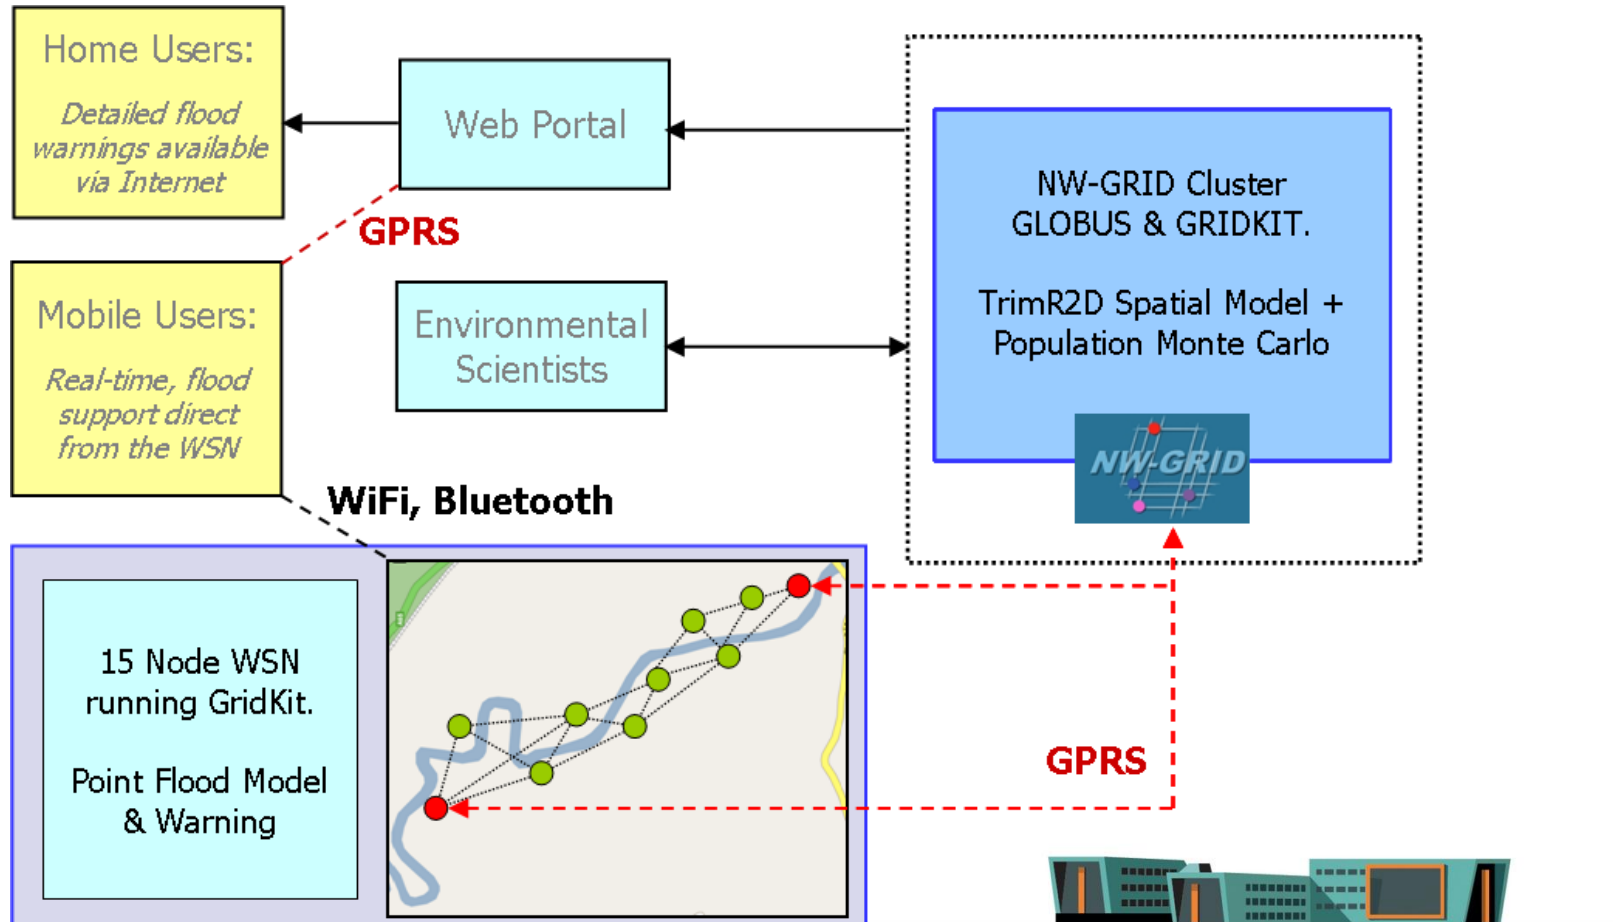 Home Users:
Detailed flood
warnings available
via Internet
Web Portal
GPRS
NW-GRID Cluster
GLOBUS & GRIDKIT.
TrimR2D Spatial Model +
Population Monte Carlo
NW-GRID
Mobile Users:
Real-time, flood
support direct
from the WSN
Environmental
Scientists
WiFi, Bluetooth
15 Node WSN
running GridKit.
Point Flood Model
& Warning
GPRS